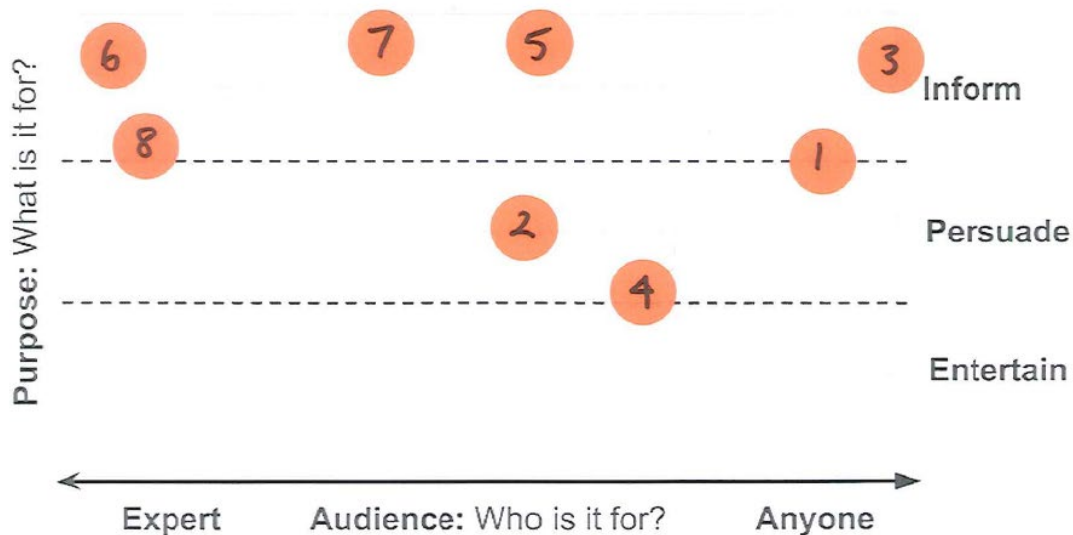 6
7
5
3
Inform
8
1
Purpose: What is it for?
2
Persuade
4
Entertain
Expert
Audience: Who is it for?
Anyone